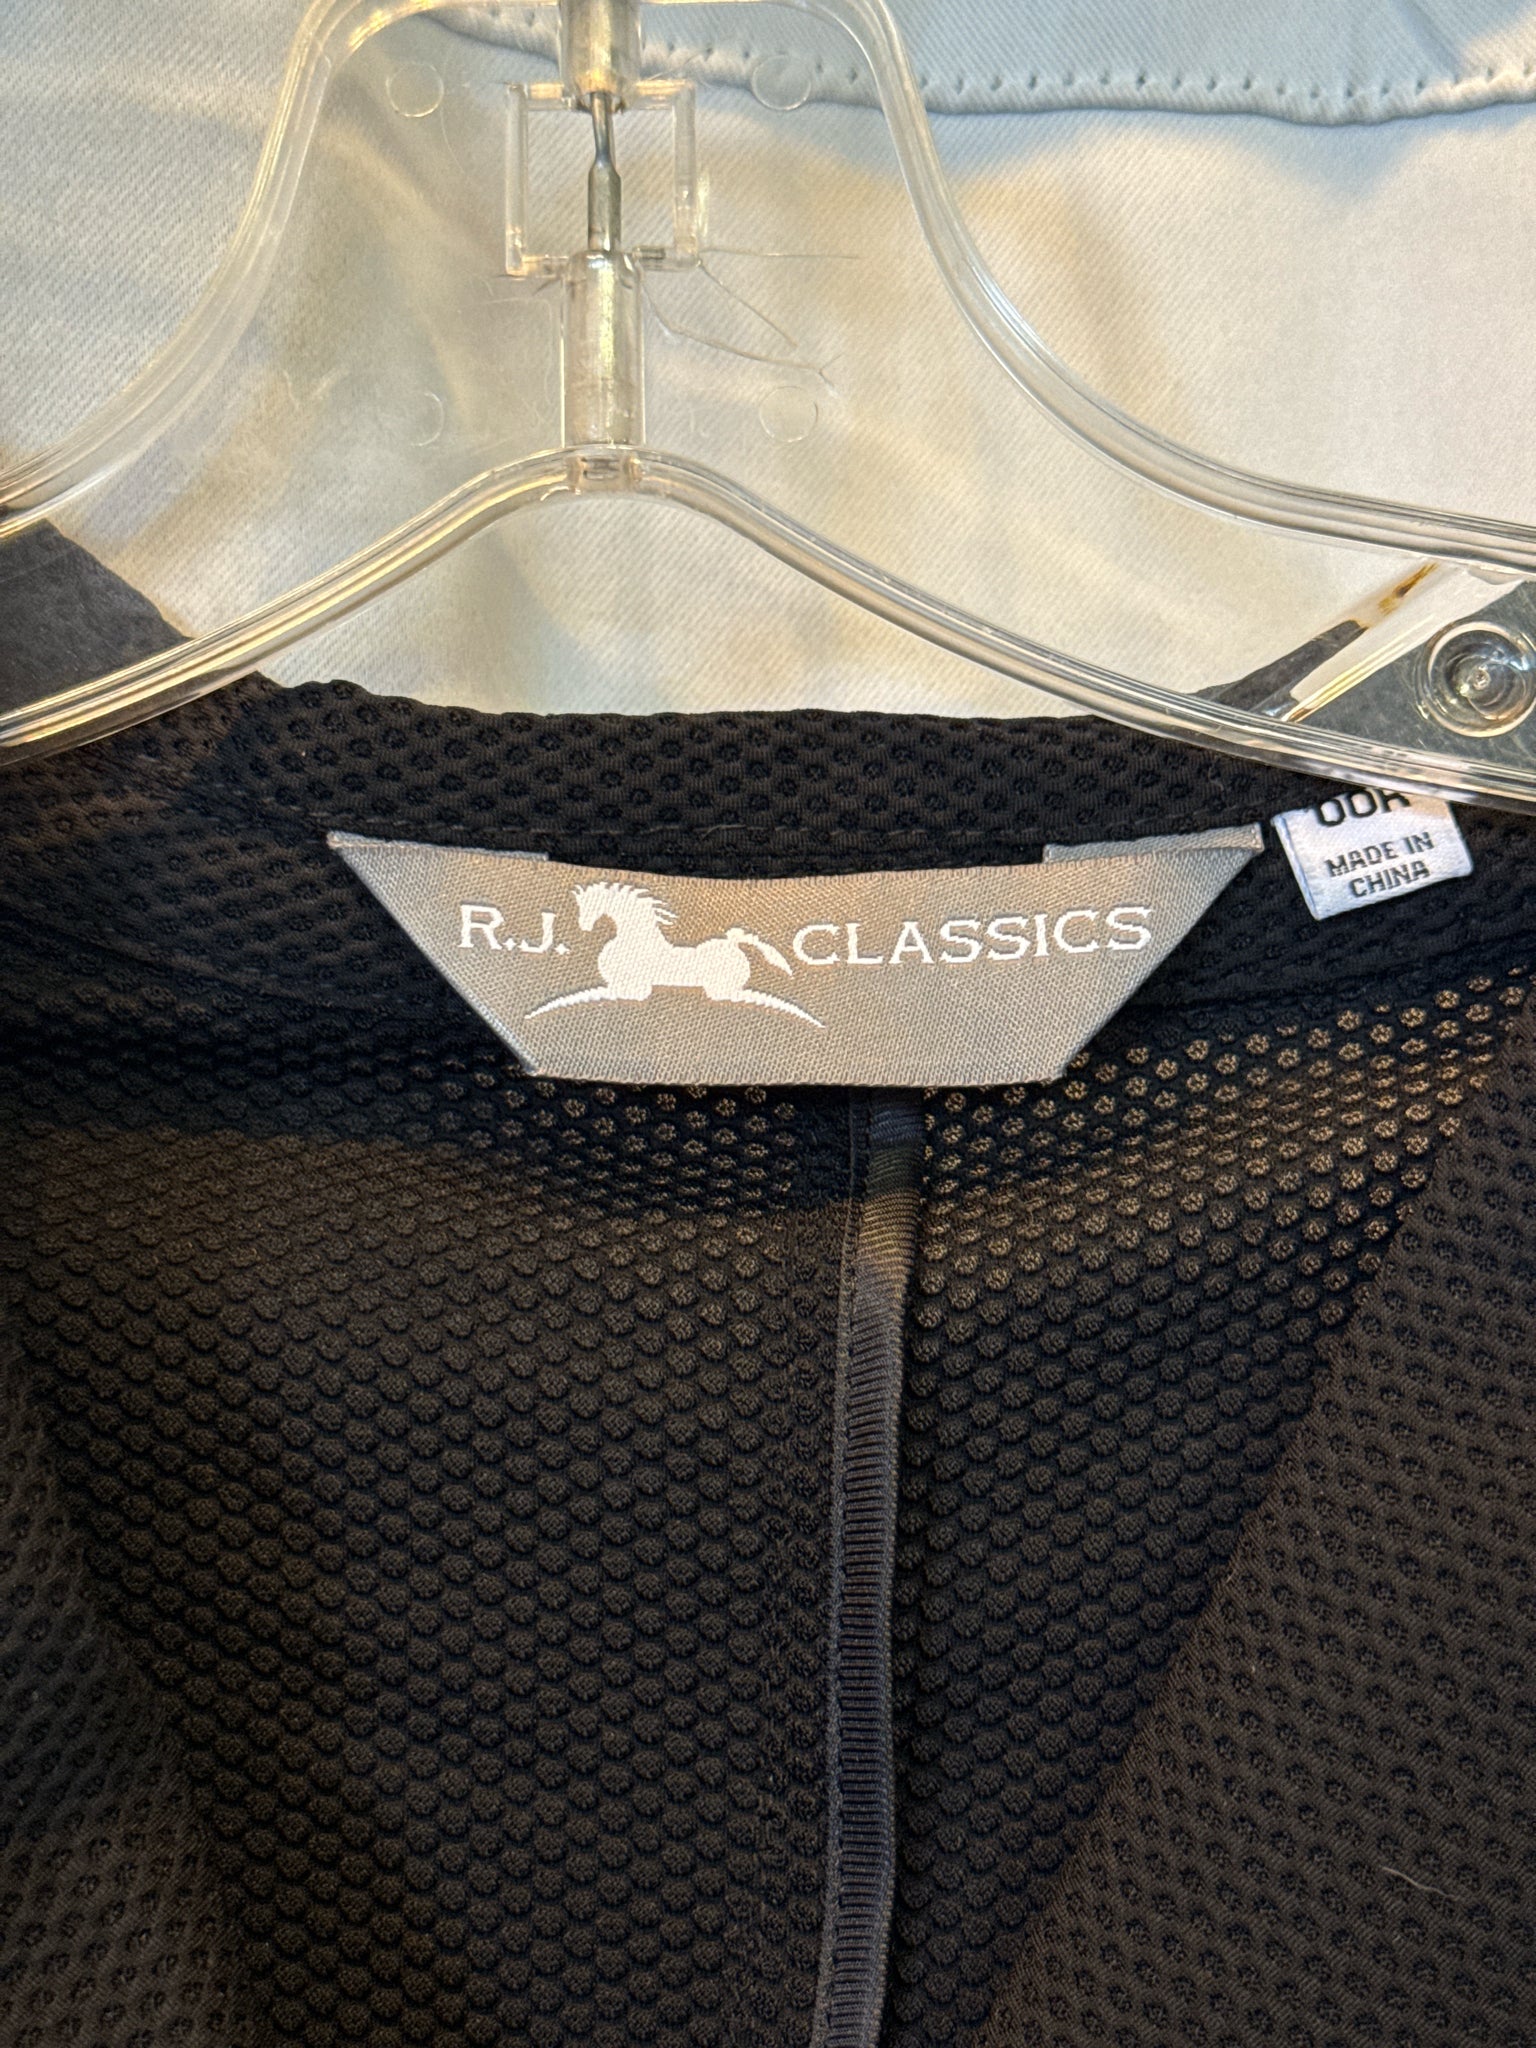 R.J. CLASSICS
00R
MADE IN
CHINA